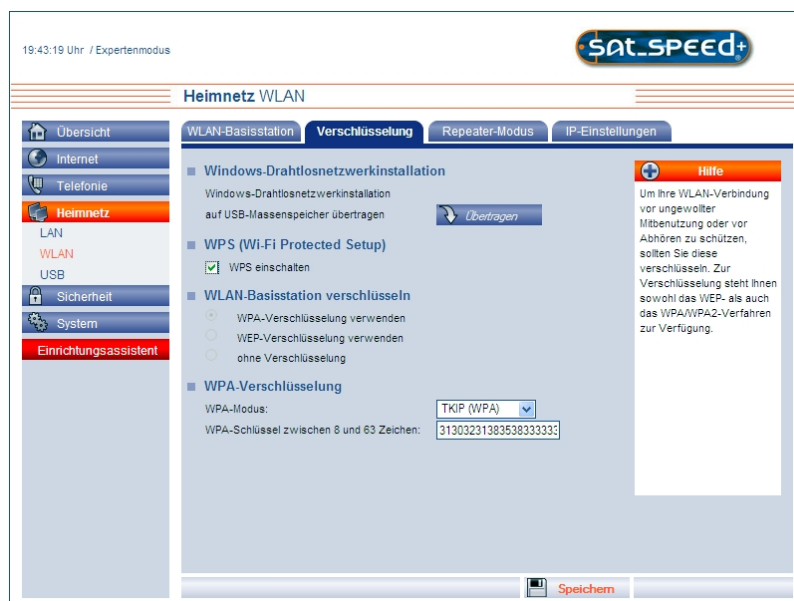 19:43:19 Uhr / Expertenmodus
sat_speed+
Heimnetz WLAN
Übersicht
Internet
Telefonie
Heimnetz
LAN
WLAN
USB
Sicherheit
System
Einrichtungsassistent
WLAN-Basisstation
Verschlüsselung
Repeater-Modus
IP-Einstellungen
Windows-Drahtlosnetzwerkinstallation
Windows-Drahtlosnetzwerkinstallation
auf USB-Massenspeicher übertragen
Übertragen
WPS (Wi-Fi Protected Setup)
WPS einschalten
WLAN-Basisstation verschlüsseln
WPA-Verschlüsselung verwenden
WEP-Verschlüsselung verwenden
ohne Verschlüsselung
WPA-Verschlüsselung
WPA-Modus:
TKIP (WPA)
WPA-Schlüssel zwischen 8 und 63 Zeichen:
31303231383538333333
Hilfe
Um Ihre WLAN-Verbindung
vor ungewollter
Mitbenutzung oder vor
Abhören zu schützen,
sollten Sie diese
verschlüsseln. Zur
Verschlüsselung steht Ihnen
sowohl das WEP- als auch
das WPA/WPA2-Verfahren
zur Verfügung.
Speichern